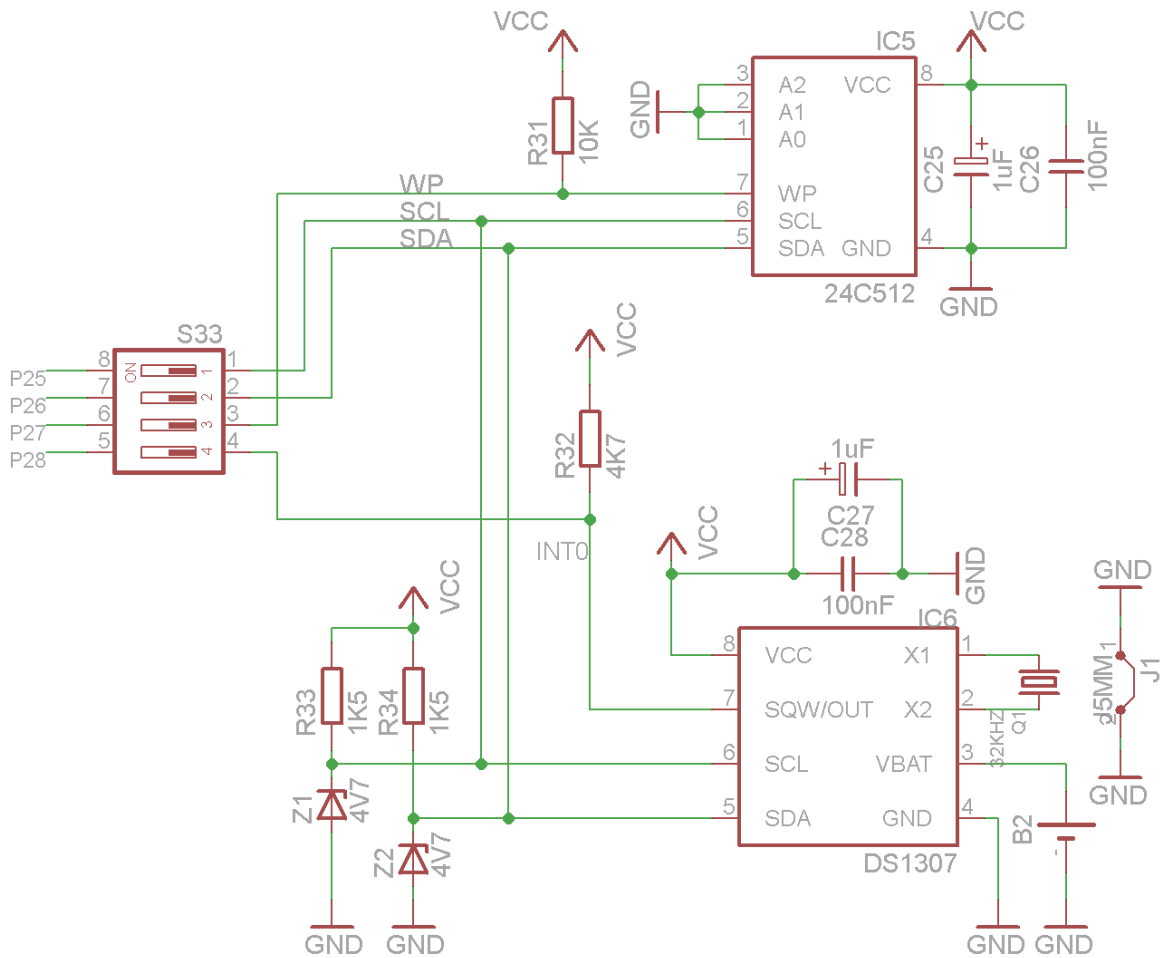 VCC
VCC
IC5
GND
3
A2
VCC
8
2
A1
1
A0
R31
10K
C25
+
1uF
C26
100nF
WP
7
WP
SCL
6
SCL
SDA
5
SDA
GND
4
24C512
GND
VCC
S33
P25
8
ON
1
1
P26
7
2
2
P27
6
3
3
P28
5
4
4
R32
4K7
1uF
+
C27
C28
100nF
VCC
GND
INT0
VCC
GND
IC6
8
VCC
X1
1
7
SQW/OUT
X2
2
6
SCL
VBAT
3
5
SDA
GND
4
DS1307
32KHZ
Q1
1
J5MM
2
J1
GND
R33
1K5
R34
1K5
Z1
4V7
Z2
4V7
B2
-
GND
GND
GND
GND